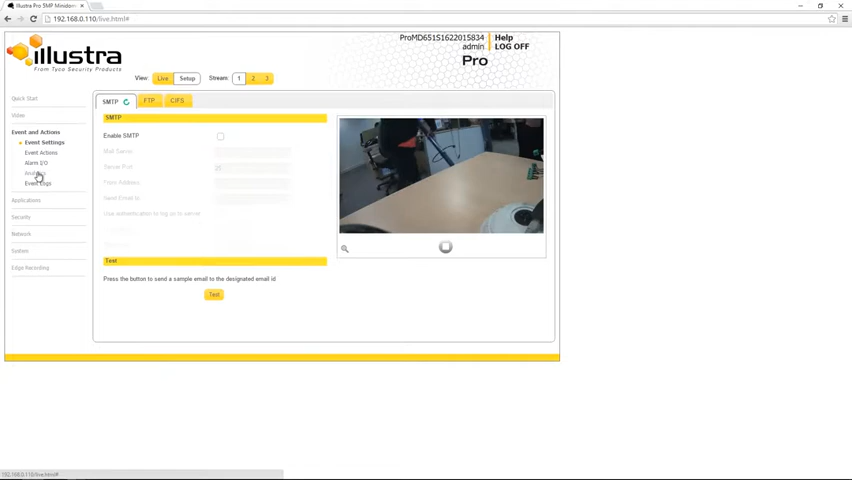 Illustra Pro 5MP Minidom
192.168.0.110/live.html#
illustra
From Tyco Security Products
ProMD651S1622015834
Help
admin
LOG OFF
Pro
View:
Live
Setup
Stream:
1
2
3
Quick Start
Video
Event and Actions
Event Settings
Event Actions
Alarm I/O
Analytics
Event Logs
Applications
Security
Network
System
Edge Recording
SMTP
FTP
CIFS
SMTP
Enable SMTP
Mail Server
Server Port
25
From Address
Send Email to
Use authentication to log on to server
Test
Press the button to send a sample email to the designated email id
Test
192.168.0.110/live.html#